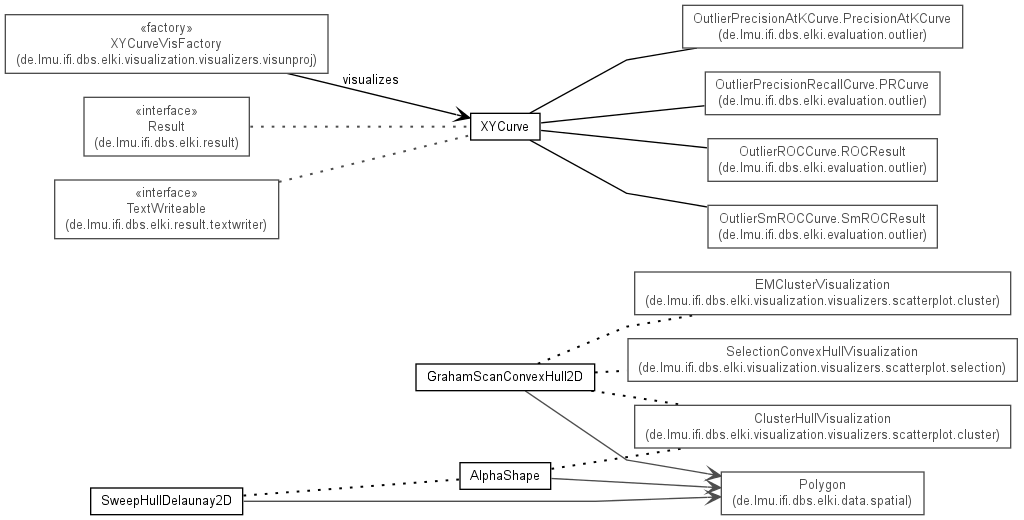 «factory»
XYCurveVisFactory
(de.lmu.ifi.dbs.elki.visualization.visualizers.visunproj)
visualizes
«interface»
Result
(de.lmu.ifi.dbs.elki.result)
«interface»
TextWriteable
(de.lmu.ifi.dbs.elki.result.textwriter)
XYCurve
OutlierPrecisionAtKCurve.PrecisionAtKCurve
(de.lmu.ifi.dbs.elki.evaluation.outlier)
OutlierPrecisionRecallCurve.PRCurve
(de.lmu.ifi.dbs.elki.evaluation.outlier)
OutlierROCCurve.ROCResult
(de.lmu.ifi.dbs.elki.evaluation.outlier)
OutlierSmROCCurve.SmROCResult
(de.lmu.ifi.dbs.elki.evaluation.outlier)
EMClusterVisualization
(de.lmu.ifi.dbs.elki.visualization.visualizers.scatterplot.cluster)
SelectionConvexHullVisualization
(de.lmu.ifi.dbs.elki.visualization.visualizers.scatterplot.selection)
GrahamScanConvexHull2D
ClusterHullVisualization
(de.lmu.ifi.dbs.elki.visualization.visualizers.scatterplot.cluster)
AlphaShape
SweepHullDelaunay2D
Polygon
(de.lmu.ifi.dbs.elki.data.spatial)